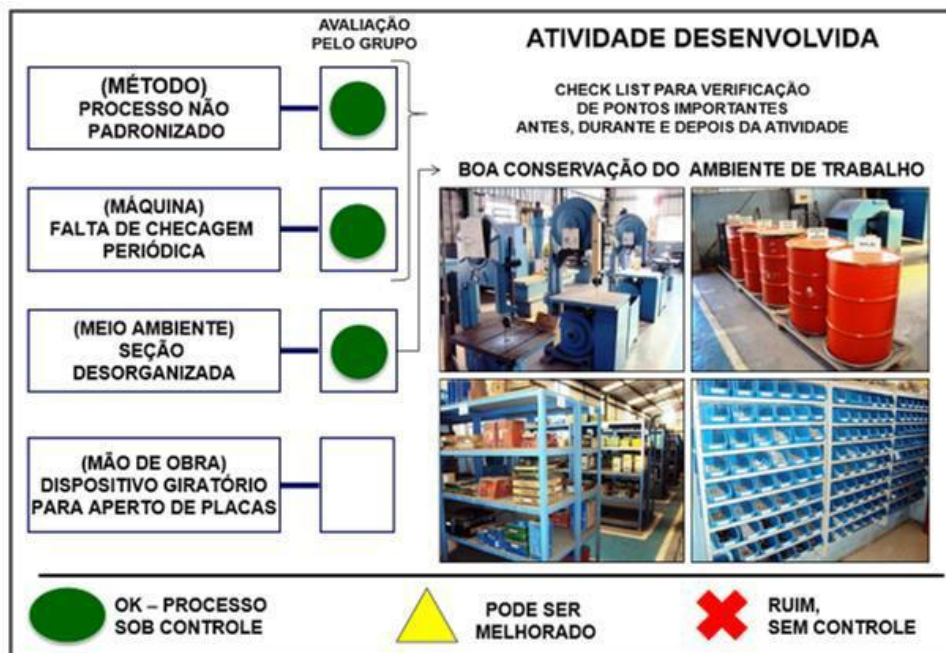 AVALIAÇÃO
PELO GRUPO
ATIVIDADE DESENVOLVIDA
(MÉTODO)
PROCESSO NÃO
PADRONIZADO
CHECK LIST PARA VERIFICAÇÃO
DE PONTOS IMPORTANTES
ANTES, DURANTE E DEPOIS DA ATIVIDADE
BOA CONSERVAÇÃO DO AMBIENTE DE TRABALHO
(MÁQUINA)
FALTA DE CHECAGEM
PERIÓDICA
(MEIO AMBIENTE)
SEÇÃO
DESORGANIZADA
(MÃO DE OBRA)
DISPOSITIVO GIRATÓRIO
PARA APERTO DE PLACAS
OK – PROCESSO
SOB CONTROLE
PODE SER
MELHORADO
RUIM,
SEM CONTROLE